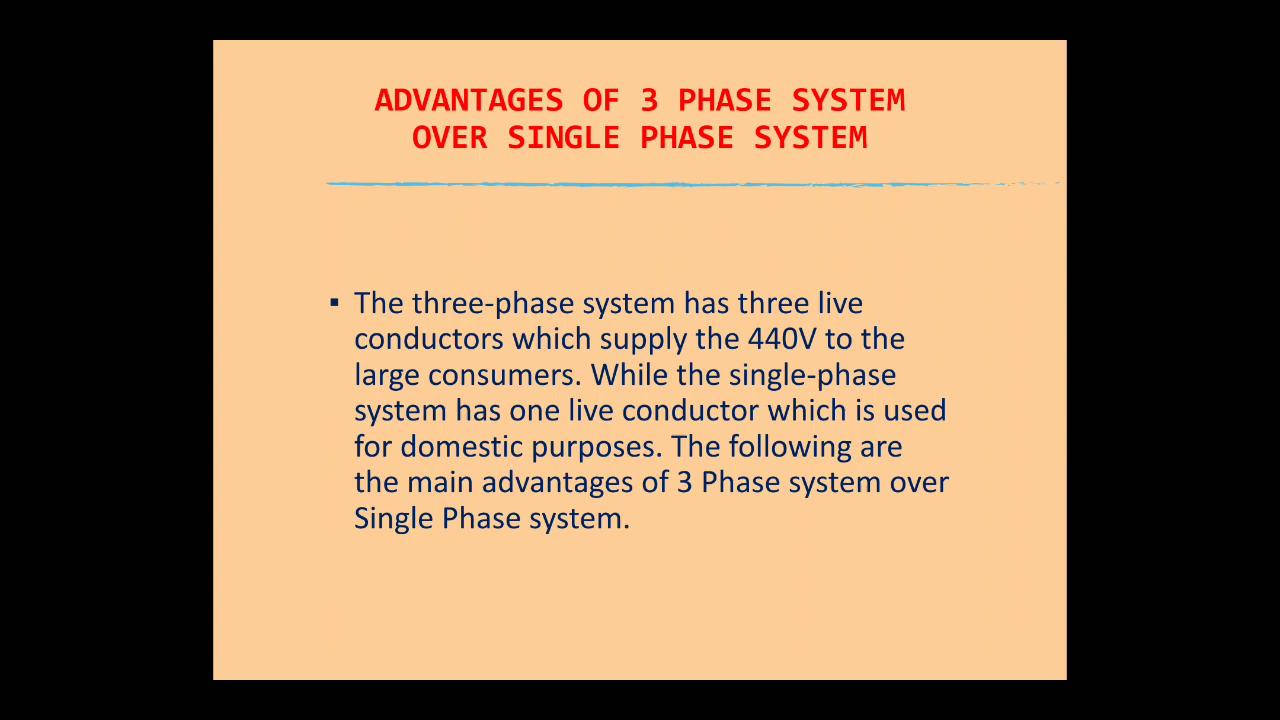 ADVANTAGES OF 3 PHASE SYSTEM
OVER SINGLE PHASE SYSTEM
▪ The three-phase system has three live
conductors which supply the 440V to the
large consumers. While the single-phase
system has one live conductor which is used
for domestic purposes. The following are
the main advantages of 3 Phase system over
Single Phase system.